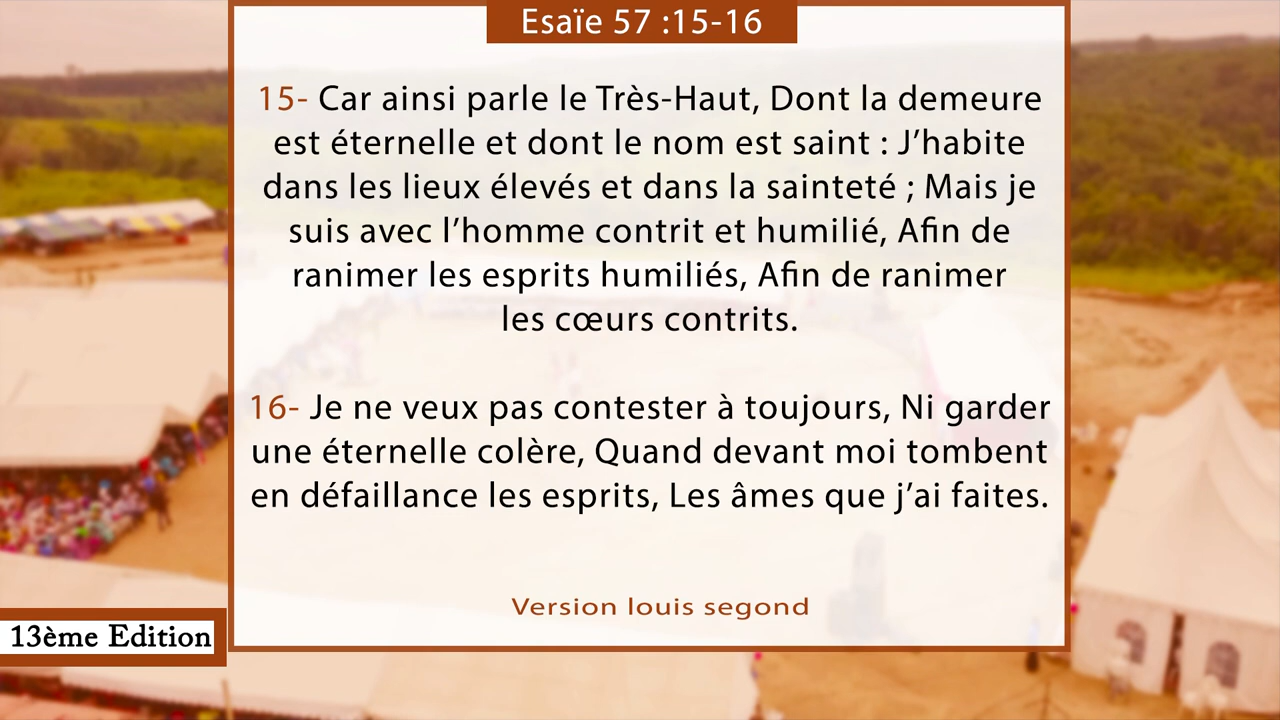 Esaïe 57 :15-16
15- Car ainsi parle le Très-Haut, Dont la demeure
est éternelle et dont le nom est saint : J’habite
dans les lieux élevés et dans la sainteté ; Mais je
suis avec l’homme contrit et humilié, Afin de
ranimer les esprits humiliés, Afin de ranimer
les cœurs contrits.
16- Je ne veux pas contester à toujours, Ni garder
une éternelle colère, Quand devant moi tombent
en défaillance les esprits, Les âmes que j’ai faites.
Version louis segond
13ème Edition